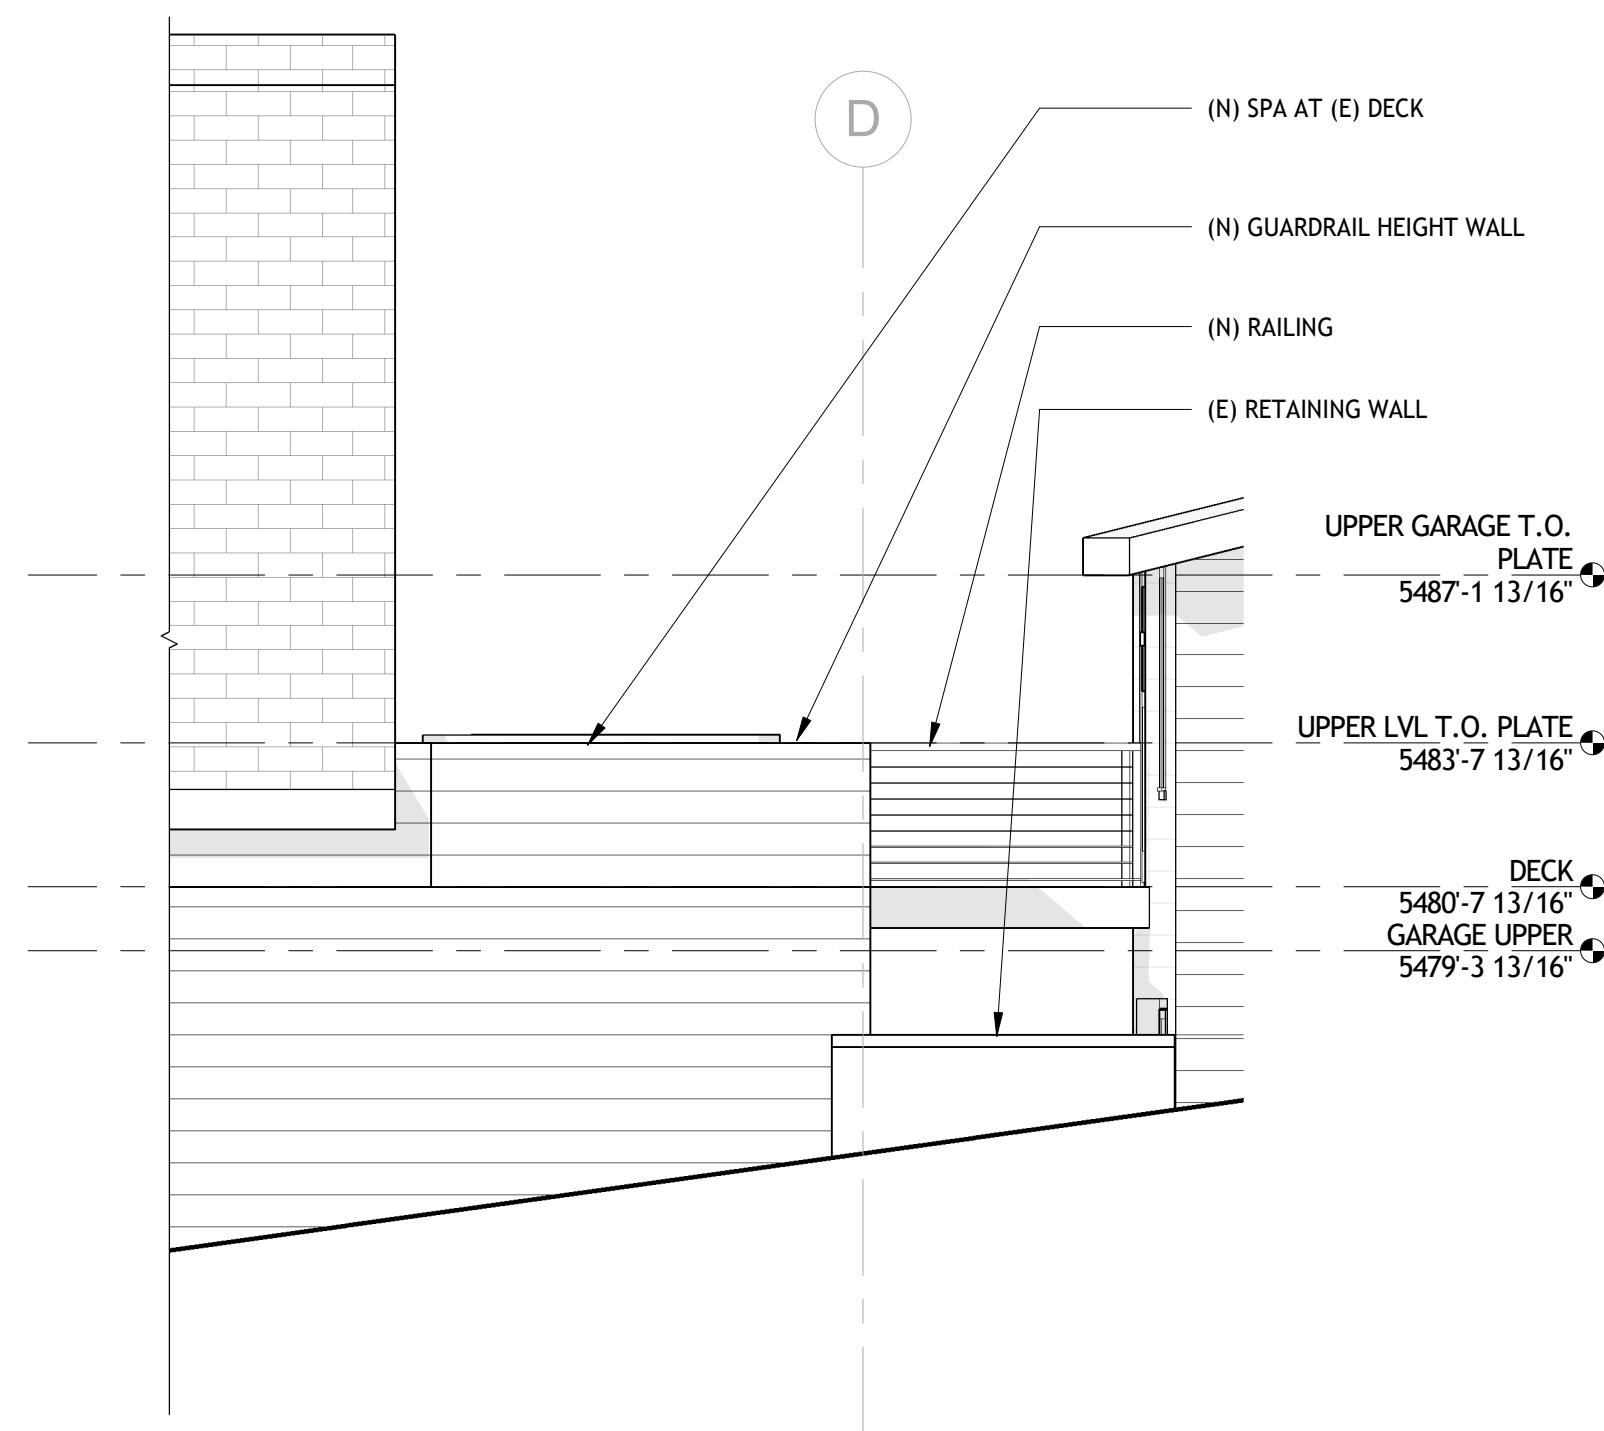 D
(N) SPA AT (E) DECK
(N) GUARDRAIL HEIGHT WALL
(N) RAILING
(E) RETAINING WALL
UPPER GARAGE T.O.
PLATE
5487'-1 13/16"
UPPER LVL T.O. PLATE
5483'-7 13/16"
DECK
5480'-7 13/16"
GARAGE UPPER
5479'-3 13/16"